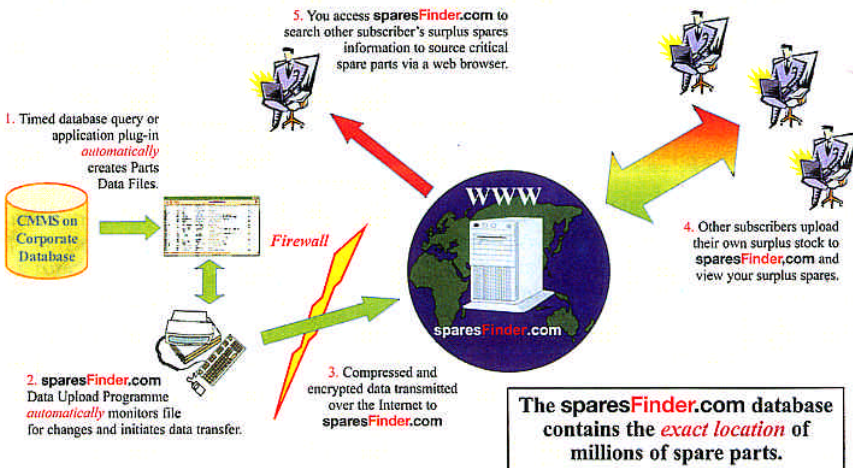 5. You access sparesFinder.com to
search other subscriber's surplus spares
information to source critical
spare parts via a web browser.
1. Timed database query or
application plug-in
automatically
creates Parts
Data Files.
CMMS on
Corporate
Database
Firewall
WWW
sparesFinder.com
4. Other subscribers upload
their own surplus stock to
sparesFinder.com and
view your surplus spares.
2. sparesFinder.com
Data Upload Programme
automatically monitors file
for changes and initiates data transfer.
3. Compressed and
encrypted data transmitted
over the Internet to
sparesFinder.com
The sparesFinder.com database
contains the exact location of
millions of spare parts.